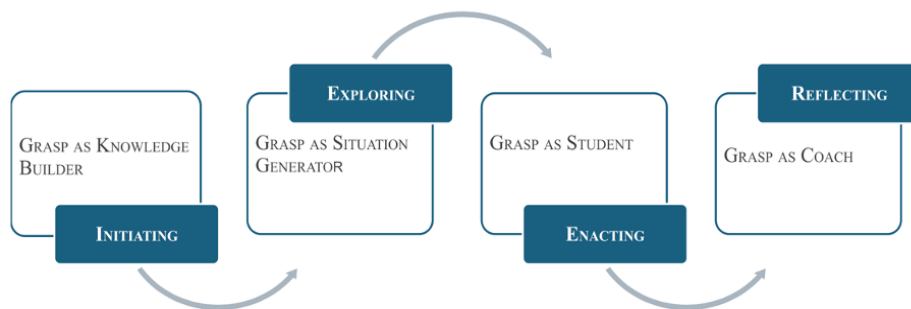 GRASP AS KNOWLEDGE
BUILDER
INITIATING
EXPLORING
GRASP AS SITUATION
GENERATOR
GRASP AS STUDENT
ENACTING
REFLECTING
GRASP AS COACH